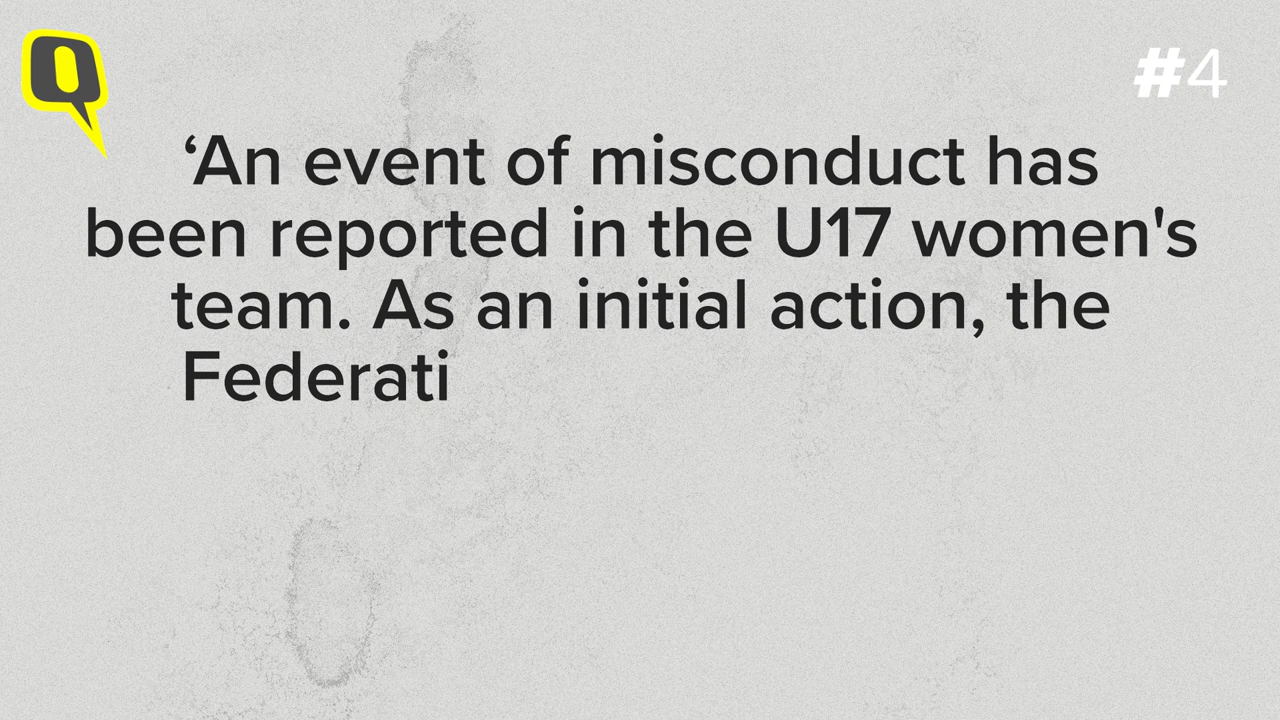 #4
‘An event of misconduct has
been reported in the U17 women's
team. As an initial action, the
Federati